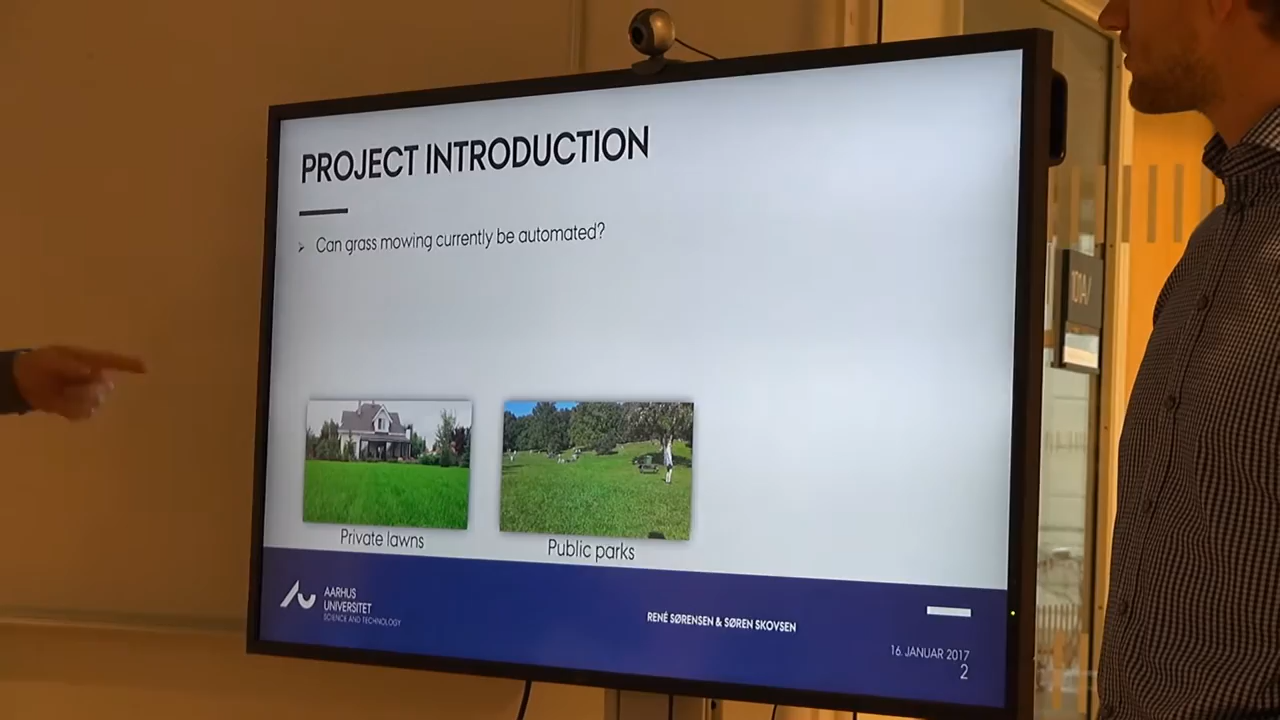 PROJECT INTRODUCTION
Can grass mowing currently be automated?
Private lawns
Public parks
AARHUS
UNIVERSITET
SCIENCE AND TECHNOLOGY
RENÉ SØRENSEN & SØREN SKOVSEN
16. JANUAR 2017
2